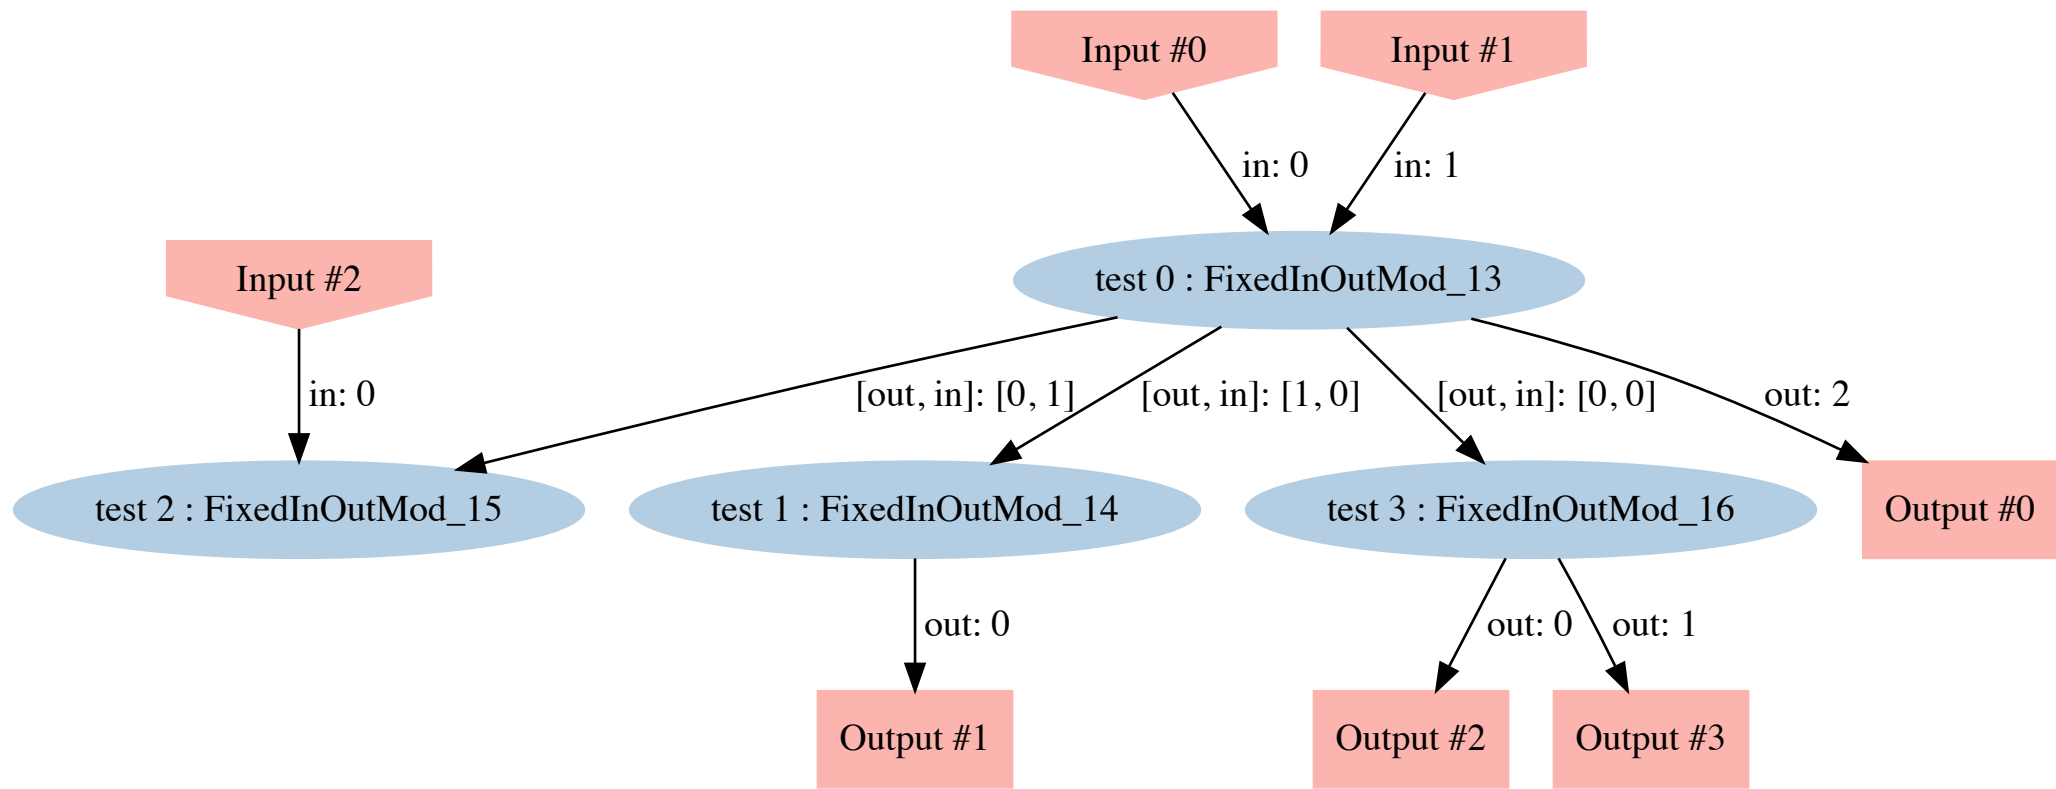 Input #0
Input #1
in: 0
in: 1
Input #2
test 0 : FixedInOutMod_13
in: 0
[out, in]: [0, 1]
[out, in]: [1, 0]
[out, in]: [0, 0]
out: 2
test 2 : FixedInOutMod_15
test 1 : FixedInOutMod_14
test 3 : FixedInOutMod_16
Output #0
out: 0
out: 0
out: 1
Output #1
Output #2
Output #3